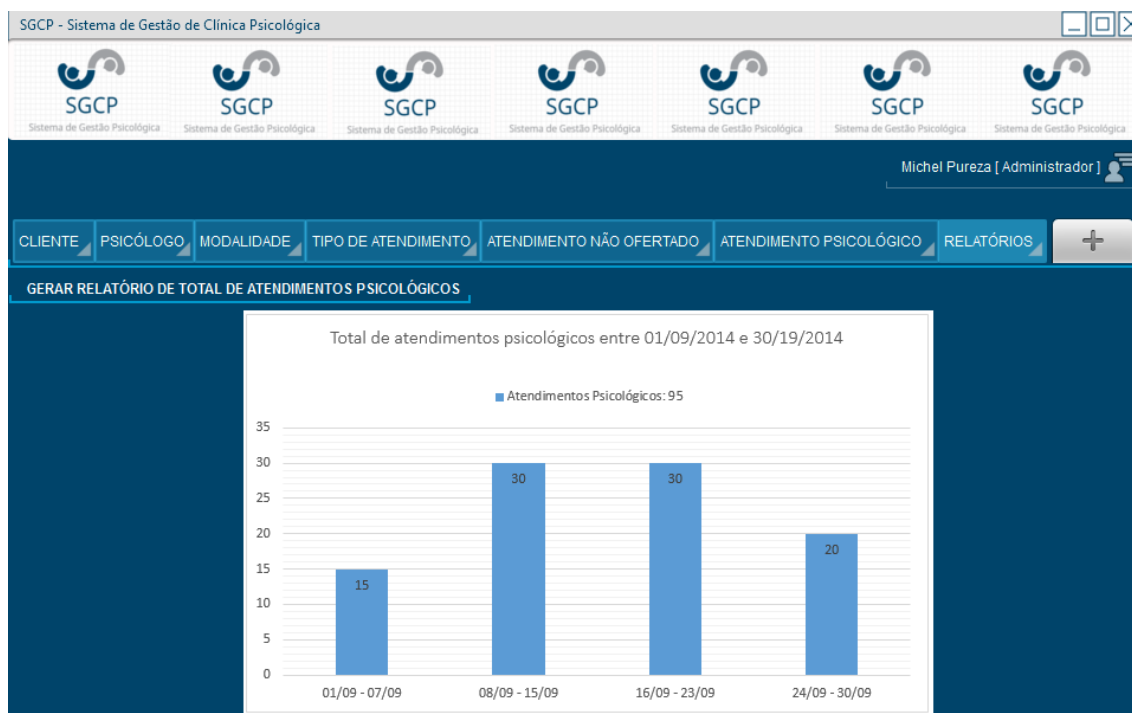 SGCP - Sistema de Gestão de Clínica Psicológica
SGCP SGCP SGCP SGCP SGCP SGCP SGCP
Sistema de Gestão Psicológica Sistema de Gestão Psicológica Sistema de Gestão Psicológica Sistema de Gestão Psicológica Sistema de Gestão Psicológica Sistema de Gestão Psicológica Sistema de Gestão Psicológica
Michel Pureza [ Administrador ]
CLIENTE PSICÓLOGO MODALIDADE TIPO DE ATENDIMENTO ATENDIMENTO NÃO OFERTADO ATENDIMENTO PSICOLÓGICO RELATÓRIOS
GERAR RELATÓRIO DE TOTAL DE ATENDIMENTOS PSICOLÓGICOS
Total de atendimentos psicológicos entre 01/09/2014 e 30/19/2014
Atendimentos Psicológicos: 95
35
30
25
20
15
10
5
0
15 30 30 20
01/09 - 07/09 08/09 - 15/09 16/09 - 23/09 24/09 - 30/09